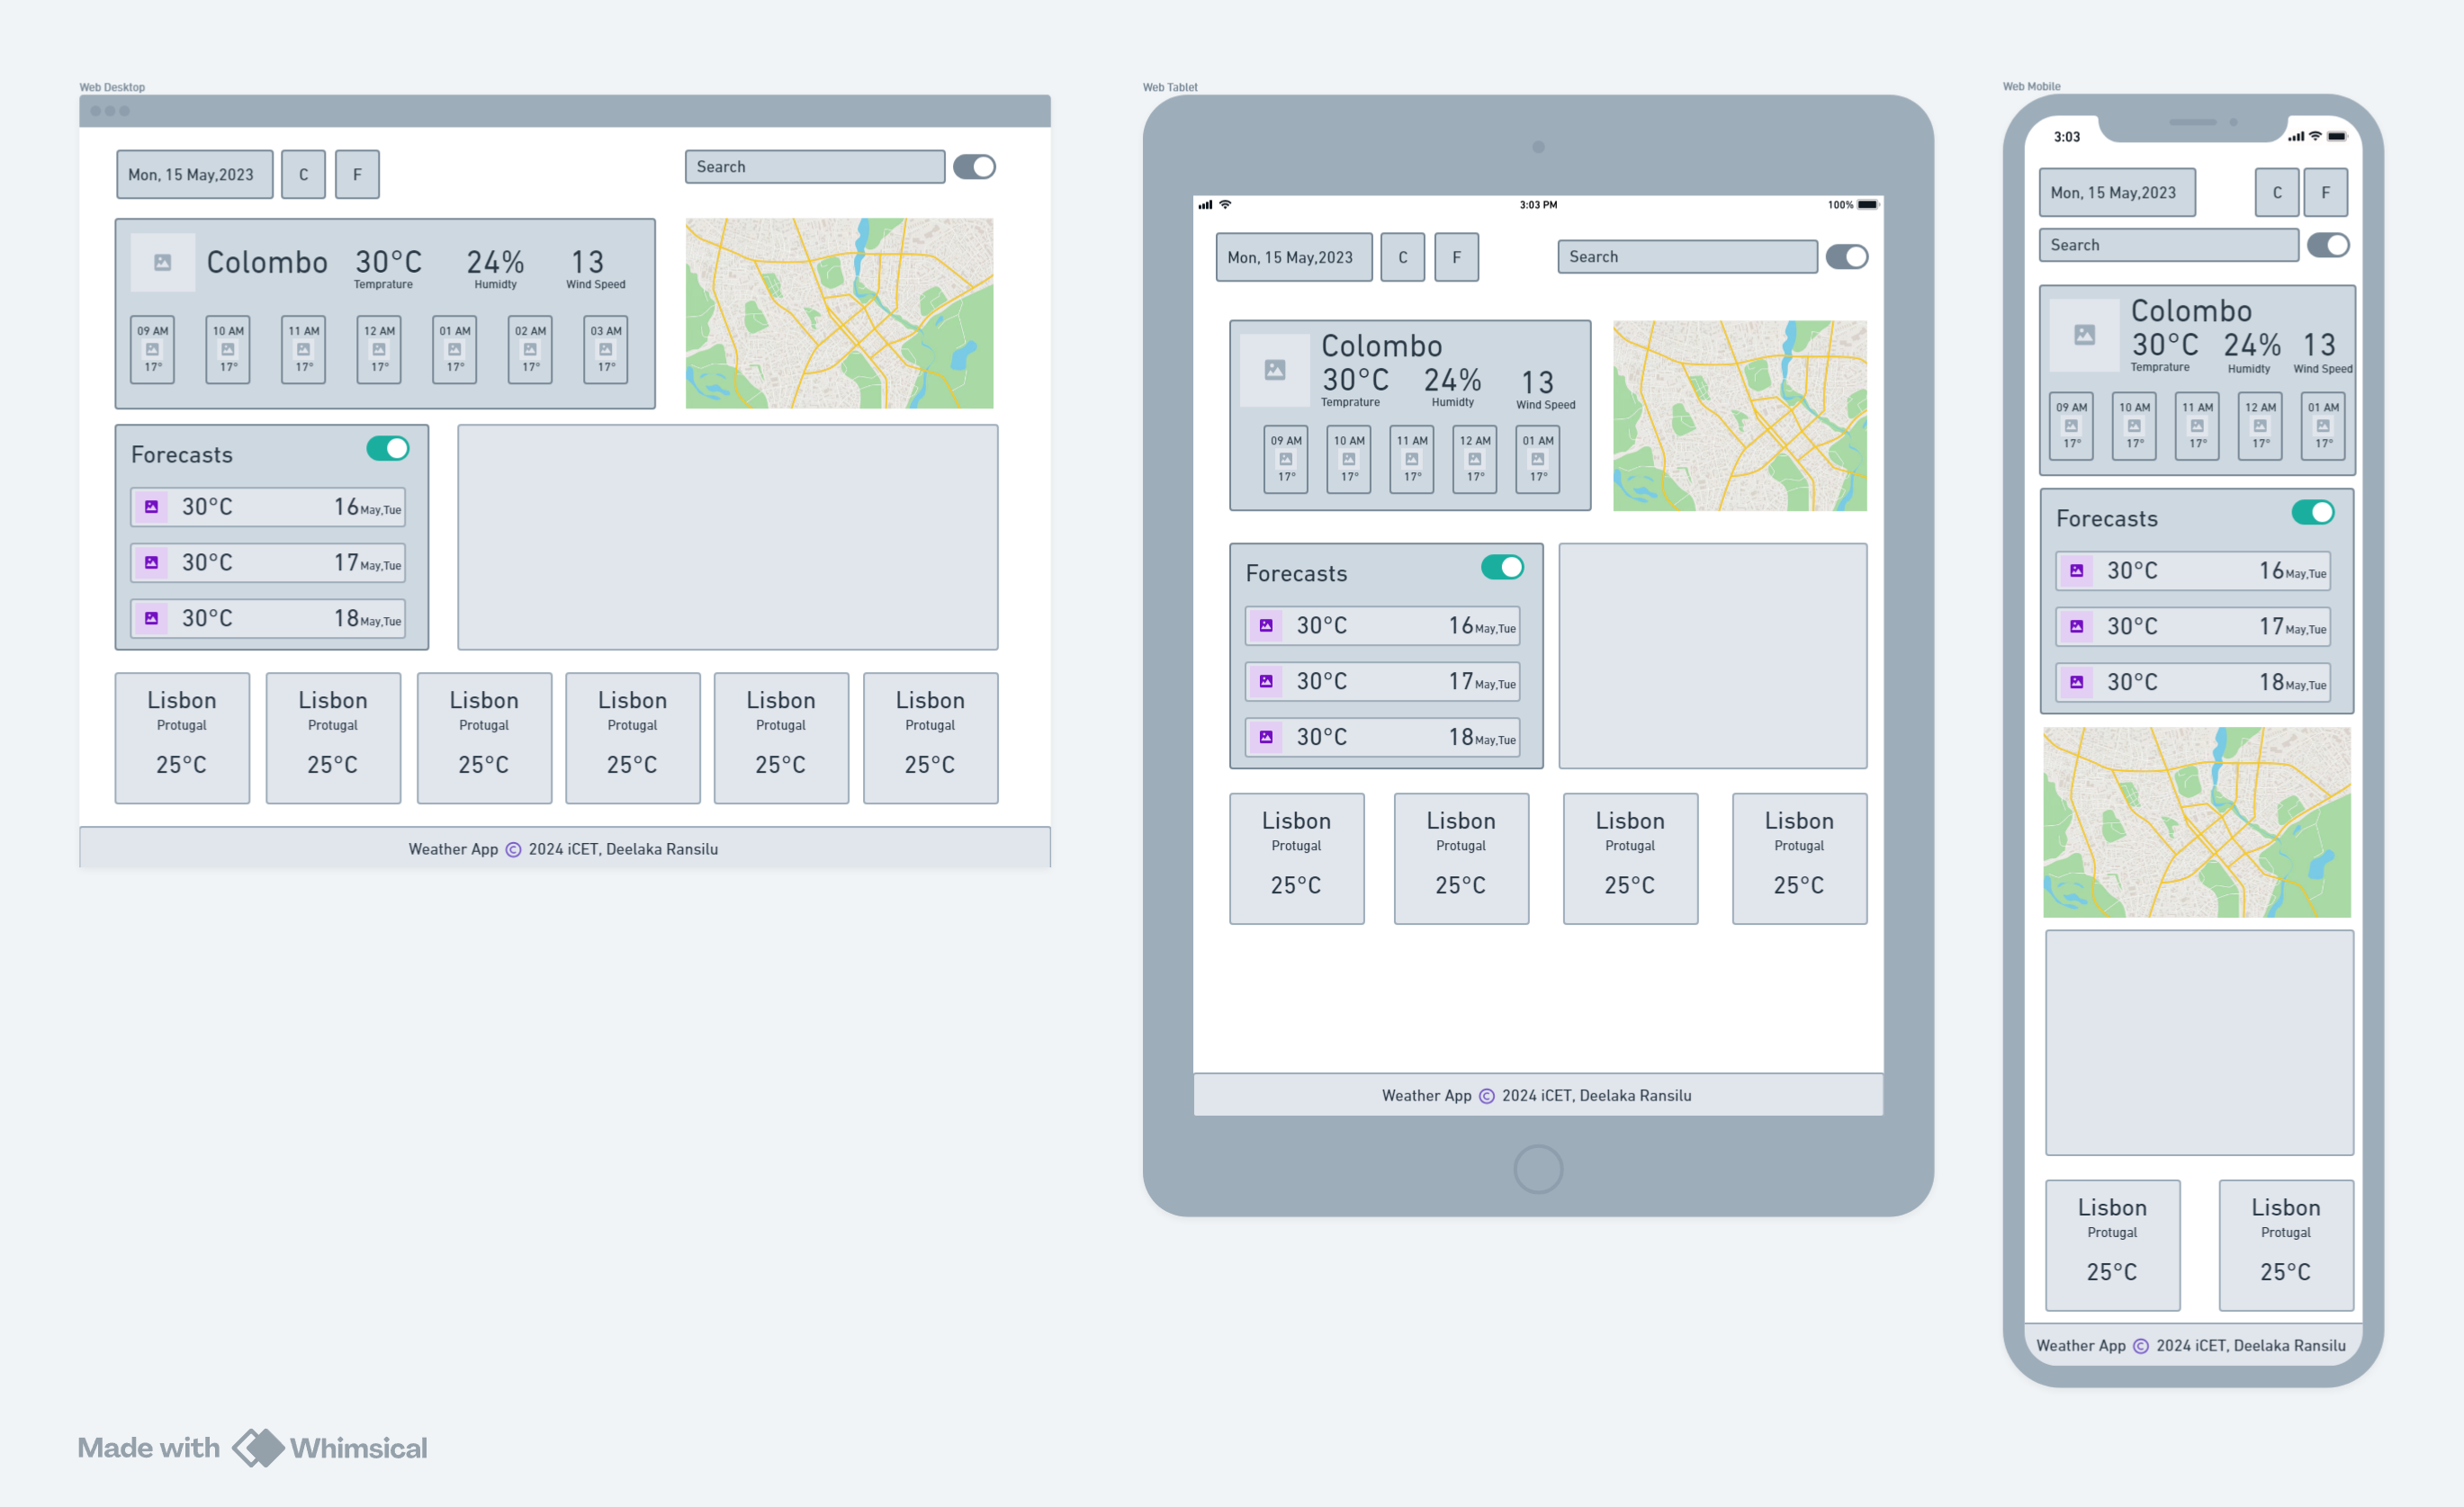 Web Desktop
Mon, 15 May,2023 C F Search
Colombo 30°C 24% 13
Temprature Humidty Wind Speed
09 AM 10 AM 11 AM 12 AM 01 AM 02 AM 03 AM
17° 17° 17° 17° 17° 17° 17°
Forecasts
30°C 16 May,Tue
30°C 17 May,Tue
30°C 18 May,Tue
Lisbon Lisbon Lisbon Lisbon Lisbon Lisbon
Protugal Protugal Protugal Protugal Protugal Protugal
25°C 25°C 25°C 25°C 25°C 25°C
Weather App © 2024 iCET, Deelaka Ransilu
Web Tablet
3:03 PM 100%
Mon, 15 May,2023 C F Search
Colombo
30°C 24% 13
Temprature Humidty Wind Speed
09 AM 10 AM 11 AM 12 AM 01 AM
17° 17° 17° 17° 17°
Forecasts
30°C 16 May,Tue
30°C 17 May,Tue
30°C 18 May,Tue
Lisbon Lisbon Lisbon Lisbon
Protugal Protugal Protugal Protugal
25°C 25°C 25°C 25°C
Weather App © 2024 iCET, Deelaka Ransilu
Web Mobile
3:03
Mon, 15 May,2023 C F
Search
Colombo
30°C 24% 13
Temprature Humidty Wind Speed
09 AM 10 AM 11 AM 12 AM 01 AM
17° 17° 17° 17° 17°
Forecasts
30°C 16 May,Tue
30°C 17 May,Tue
30°C 18 May,Tue
Lisbon Lisbon
Protugal Protugal
25°C 25°C
Weather App © 2024 iCET, Deelaka Ransilu
Made with Whimsical